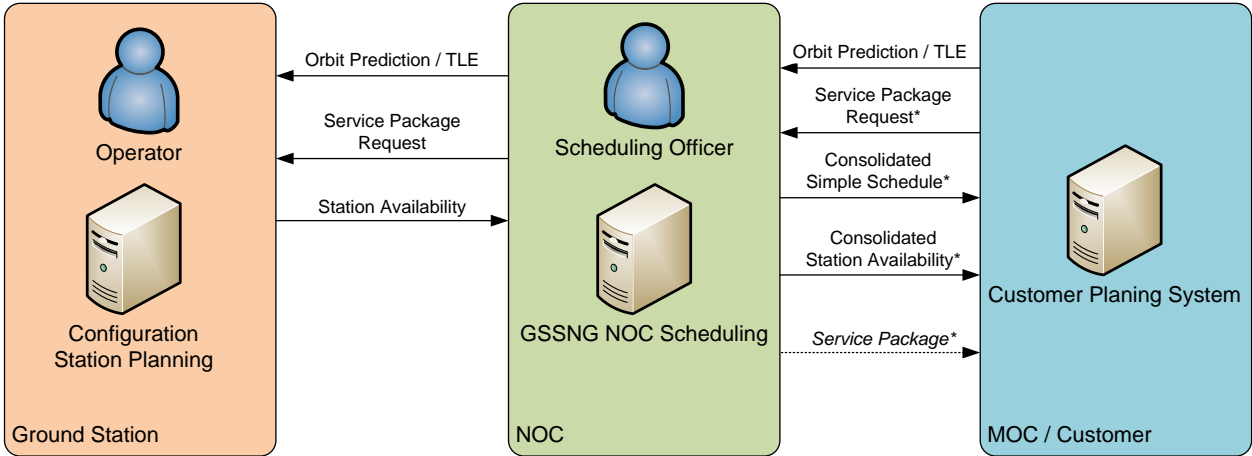 Operator
Configuration
Station Planning
Ground Station
Orbit Prediction / TLE
Service Package
Request
Station Availability
Scheduling Officer
GSSNG NOC Scheduling
NOC
Orbit Prediction / TLE
Service Package
Request*
Consolidated
Simple Schedule*
Consolidated
Station Availability*
Service Package*
Customer Planing System
MOC / Customer